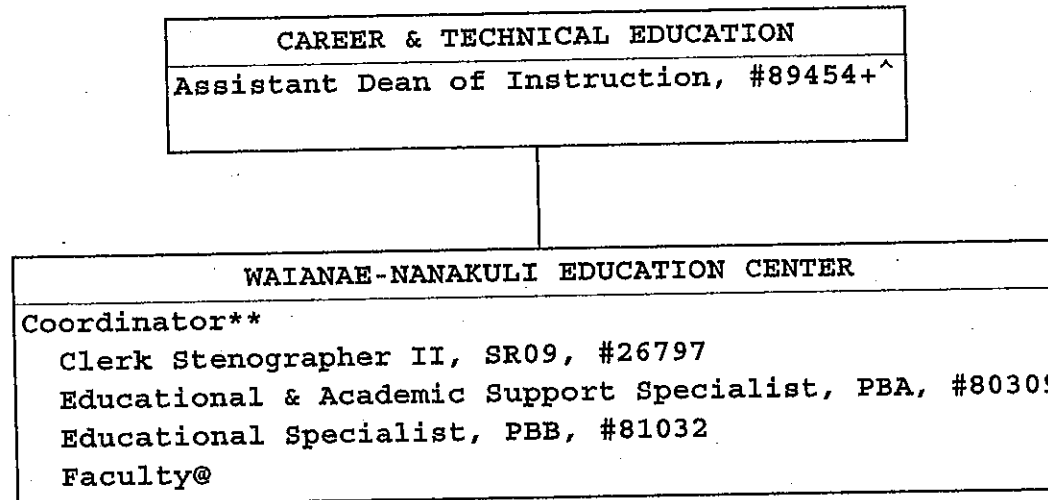 CAREER & TECHNICAL EDUCATION
Assistant Dean of Instruction, #89454+^
WAIANAE-NANAKULI EDUCATION CENTER
Coordinator**
Clerk Stenographer II, SR09, #26797
Educational & Academic Support Specialist, PBA, #80309
Educational Specialist, PBB, #81032
Faculty@